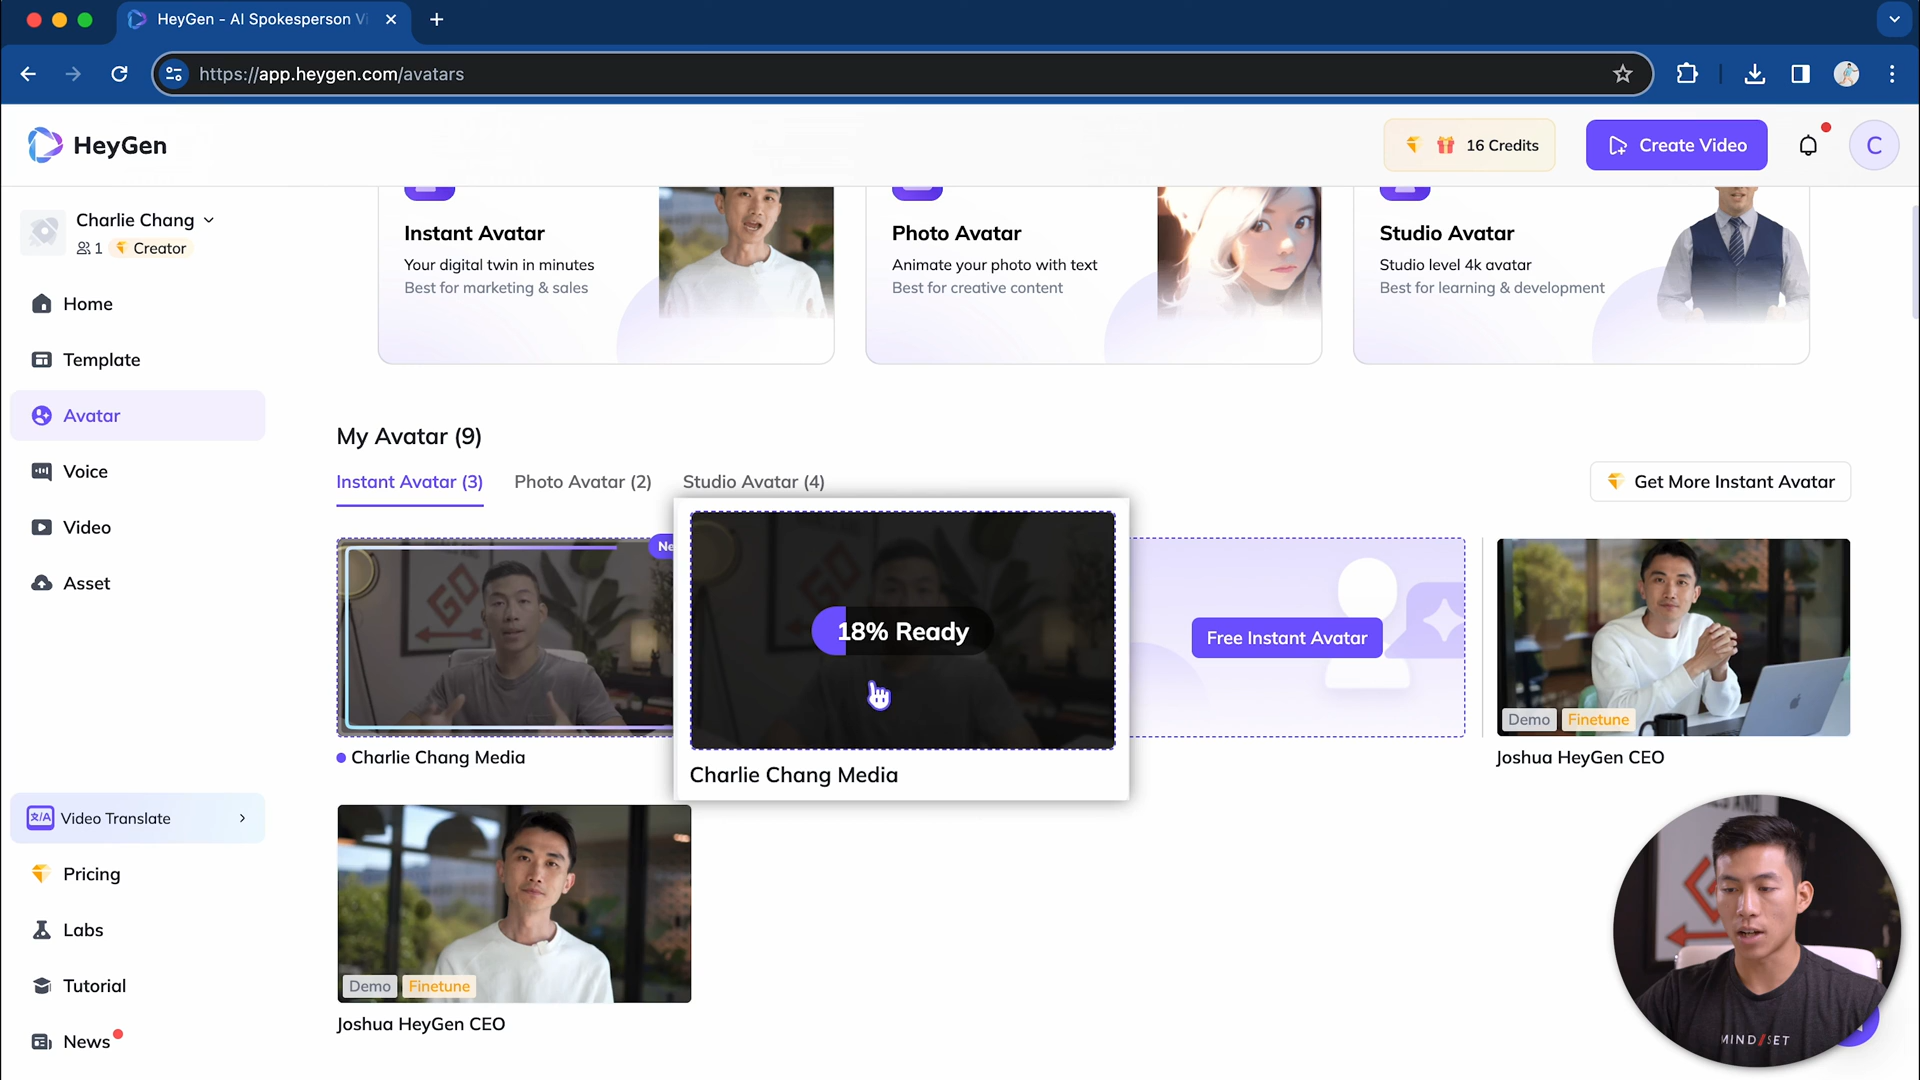 HeyGen - AI Spokesperson Vi
https://app.heygen.com/avatars
HeyGen
16 Credits
Create Video
C
Charlie Chang
1
Creator
Home
Template
Avatar
Voice
Video
Asset
Video Translate
Pricing
Labs
Tutorial
News
Instant Avatar
Your digital twin in minutes
Best for marketing & sales
Photo Avatar
Animate your photo with text
Best for creative content
Studio Avatar
Studio level 4k avatar
Best for learning & development
My Avatar (9)
Instant Avatar (3)
Photo Avatar (2)
Studio Avatar (4)
Get More Instant Avatar
Ne
GO
Charlie Chang Media
18% Ready
Charlie Chang Media
Free Instant Avatar
Demo
Finetune
Joshua HeyGen CEO
Demo
Finetune
Joshua HeyGen CEO
MIND/SET